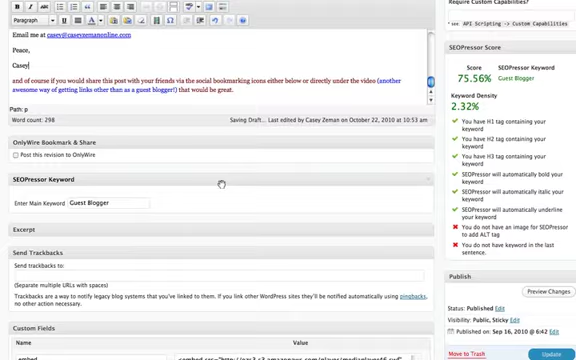 Require Custom Capabilities?
*see API Scripting -> Custom Capabilities
Paragraph
Email me at casey@caseyzemanonline.com
Peace,
Casey
and of course if you would share this post with your friends via the social bookmarking icons either below or directly under the video (another
awesome way of getting links other than as a guest blogger!) that would be great.
Path: p
Word count: 298
Saving Draft... Last edited by Casey Zeman on October 22, 2010 at 10:53 am
OnlyWire Bookmark & Share
Post this revision to OnlyWire
SEOPressor Keyword
Enter Main Keyword Guest Blogger
Excerpt
Send Trackbacks
Send trackbacks to:
(Separate multiple URLs with spaces)
Trackbacks are a way to notify legacy blog systems that you've linked to them. If you link other WordPress sites they'll be notified automatically using pingbacks,
no other action necessary.
Custom Fields
Name
Value
SEOPressor Score
Score
75.56%
SEOPressor Keyword
Guest Blogger
Keyword Density
2.32%
You have H1 tag containing your
keyword
You have H2 tag containing your
keyword
You have H3 tag containing your
keyword
SEOPressor will automatically bold your
keyword
SEOPressor will automatically italic your
keyword
SEOPressor will automatically underline
your keyword
You do not have an image for SEOPressor
to add ALT tag
You do not have keyword in the last
sentence.
Publish
Preview Changes
Status: Published Edit
Visibility: Public, Sticky Edit
Published on: Sep 16, 2010 @ 6:42 Edit
Move to Trash
Update